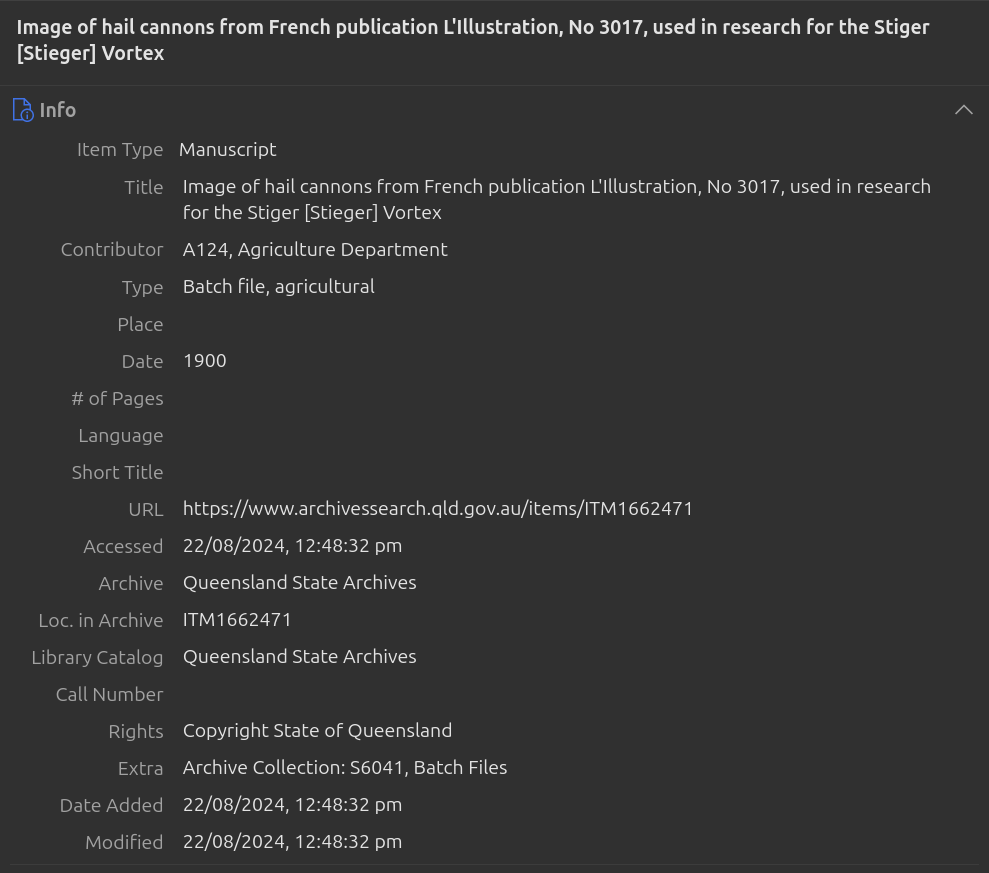 Image of hail cannons from French publication L'Illustration, No 3017, used in research for the Stiger
[Stieger] Vortex
Info
Item Type Manuscript
Title Image of hail cannons from French publication L'Illustration, No 3017, used in research
for the Stiger [Stieger] Vortex
Contributor A124, Agriculture Department
Type Batch file, agricultural
Place
Date 1900
# of Pages
Language
Short Title
URL https://www.archivessearch.qld.gov.au/items/ITM1662471
Accessed 22/08/2024, 12:48:32 pm
Archive Queensland State Archives
Loc. in Archive ITM1662471
Library Catalog Queensland State Archives
Call Number
Rights Copyright State of Queensland
Extra Archive Collection: S6041, Batch Files
Date Added 22/08/2024, 12:48:32 pm
Modified 22/08/2024, 12:48:32 pm